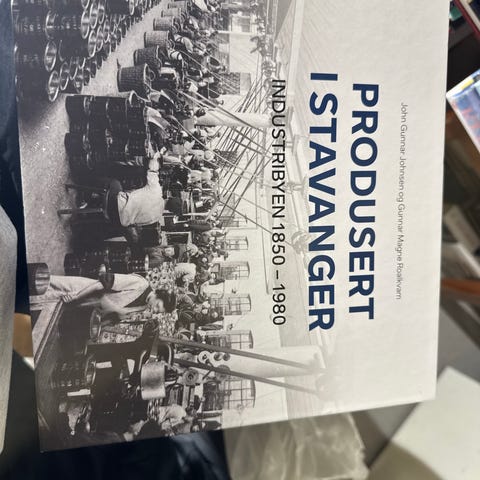 John Gunnar Johnsen og Gunnar Magne Roalkvam
PRODUSERT
I STAVANGER
INDUSTRIBYEN 1850 – 1980